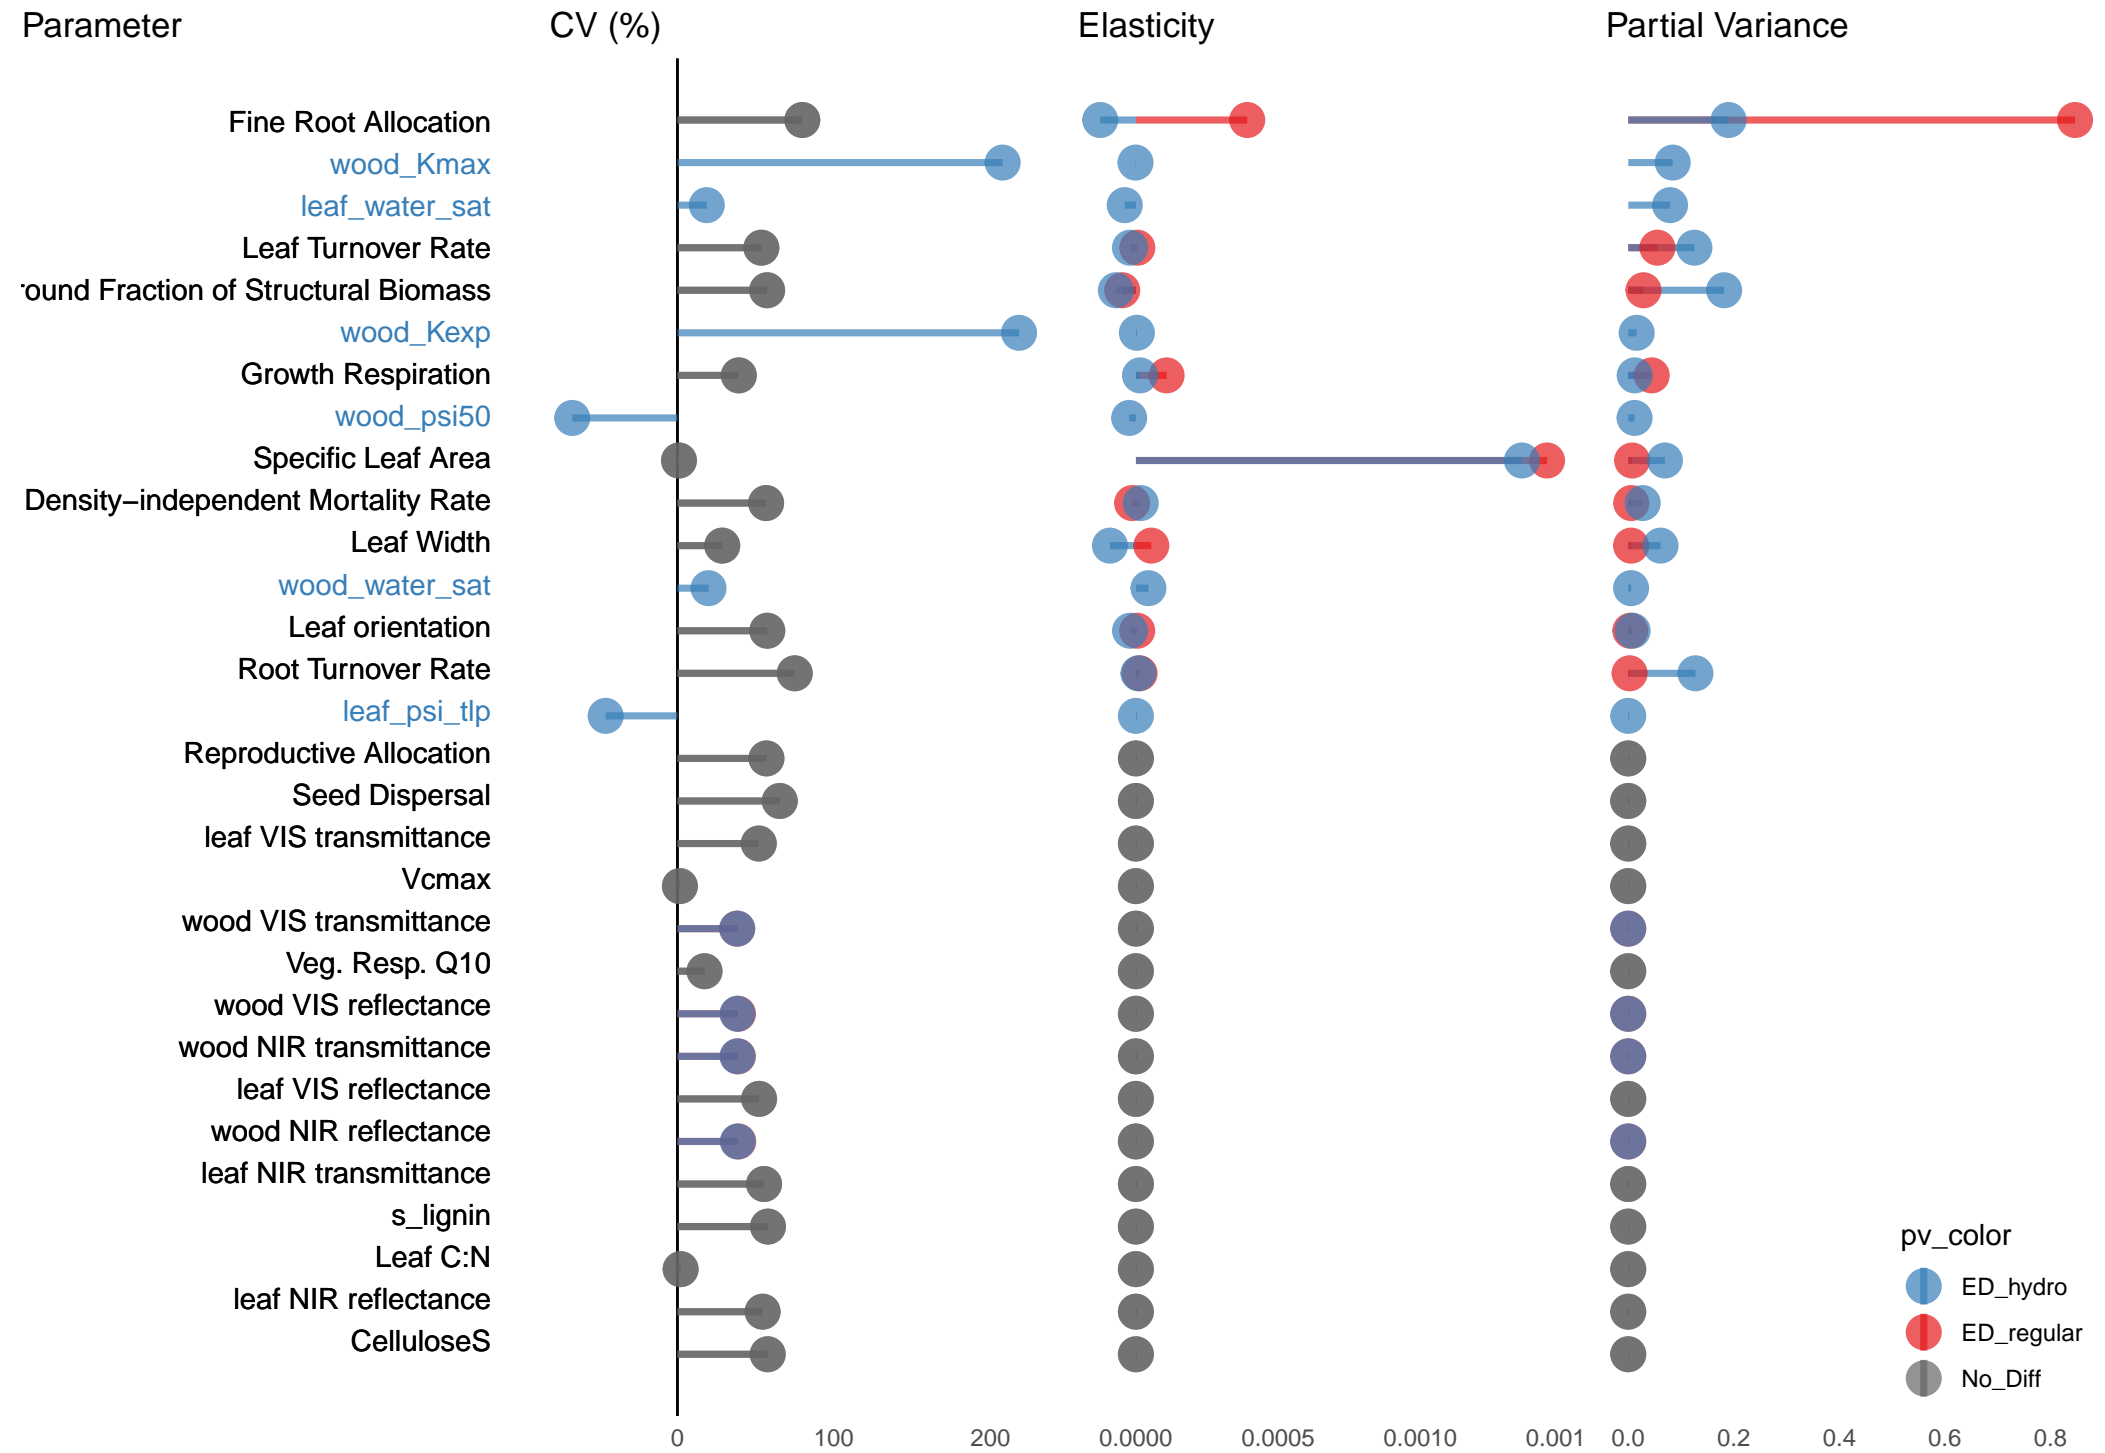 Parameter CV (%) Elasticity Partial Variance
Fine Root Allocation
wood_Kmax
leaf_water_sat
Leaf Turnover Rate
round Fraction of Structural Biomass
wood_Kexp
Growth Respiration
wood_psi50
Specific Leaf Area
Density−independent Mortality Rate
Leaf Width
wood_water_sat
Leaf orientation
Root Turnover Rate
leaf_psi_tlp
Reproductive Allocation
Seed Dispersal
leaf VIS transmittance
Vcmax
wood VIS transmittance
Veg. Resp. Q10
wood VIS reflectance
wood NIR transmittance
leaf VIS reflectance
wood NIR reflectance
leaf NIR transmittance
s_lignin
Leaf C:N
leaf NIR reflectance
CelluloseS
pv_color
ED_hydro
ED_regular
No_Diff
0 100 200 0.0000 0.0005 0.0010 0.001 0.0 0.2 0.4 0.6 0.8